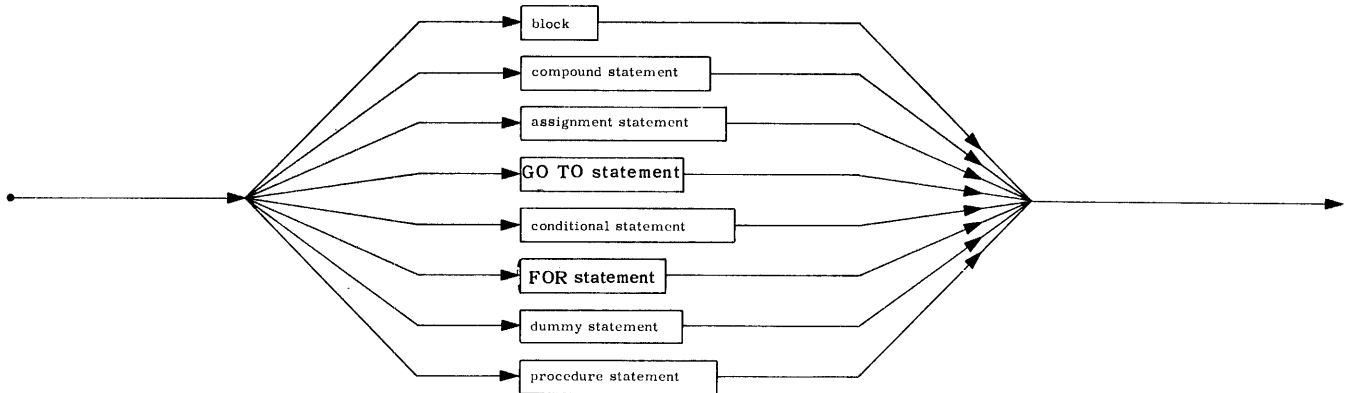 block
compound statement
assignment statement
GO TO statement
conditional statement
FOR statement
dummy statement
procedure statement